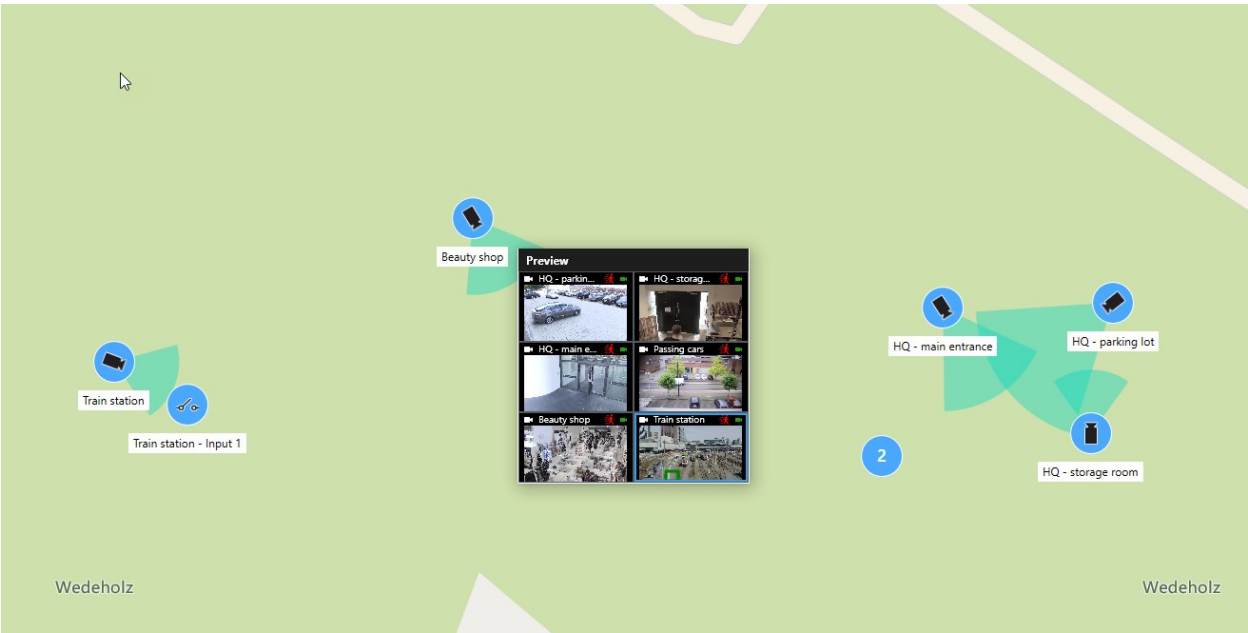 Beauty shop
Preview
HQ - parkin...
HQ - storag...
HQ - main e...
Passing cars
Beauty shop
Train station
HQ - main entrance
HQ - parking lot
Train station
Train station - Input 1
2
HQ - storage room
Wedeholz
Wedeholz